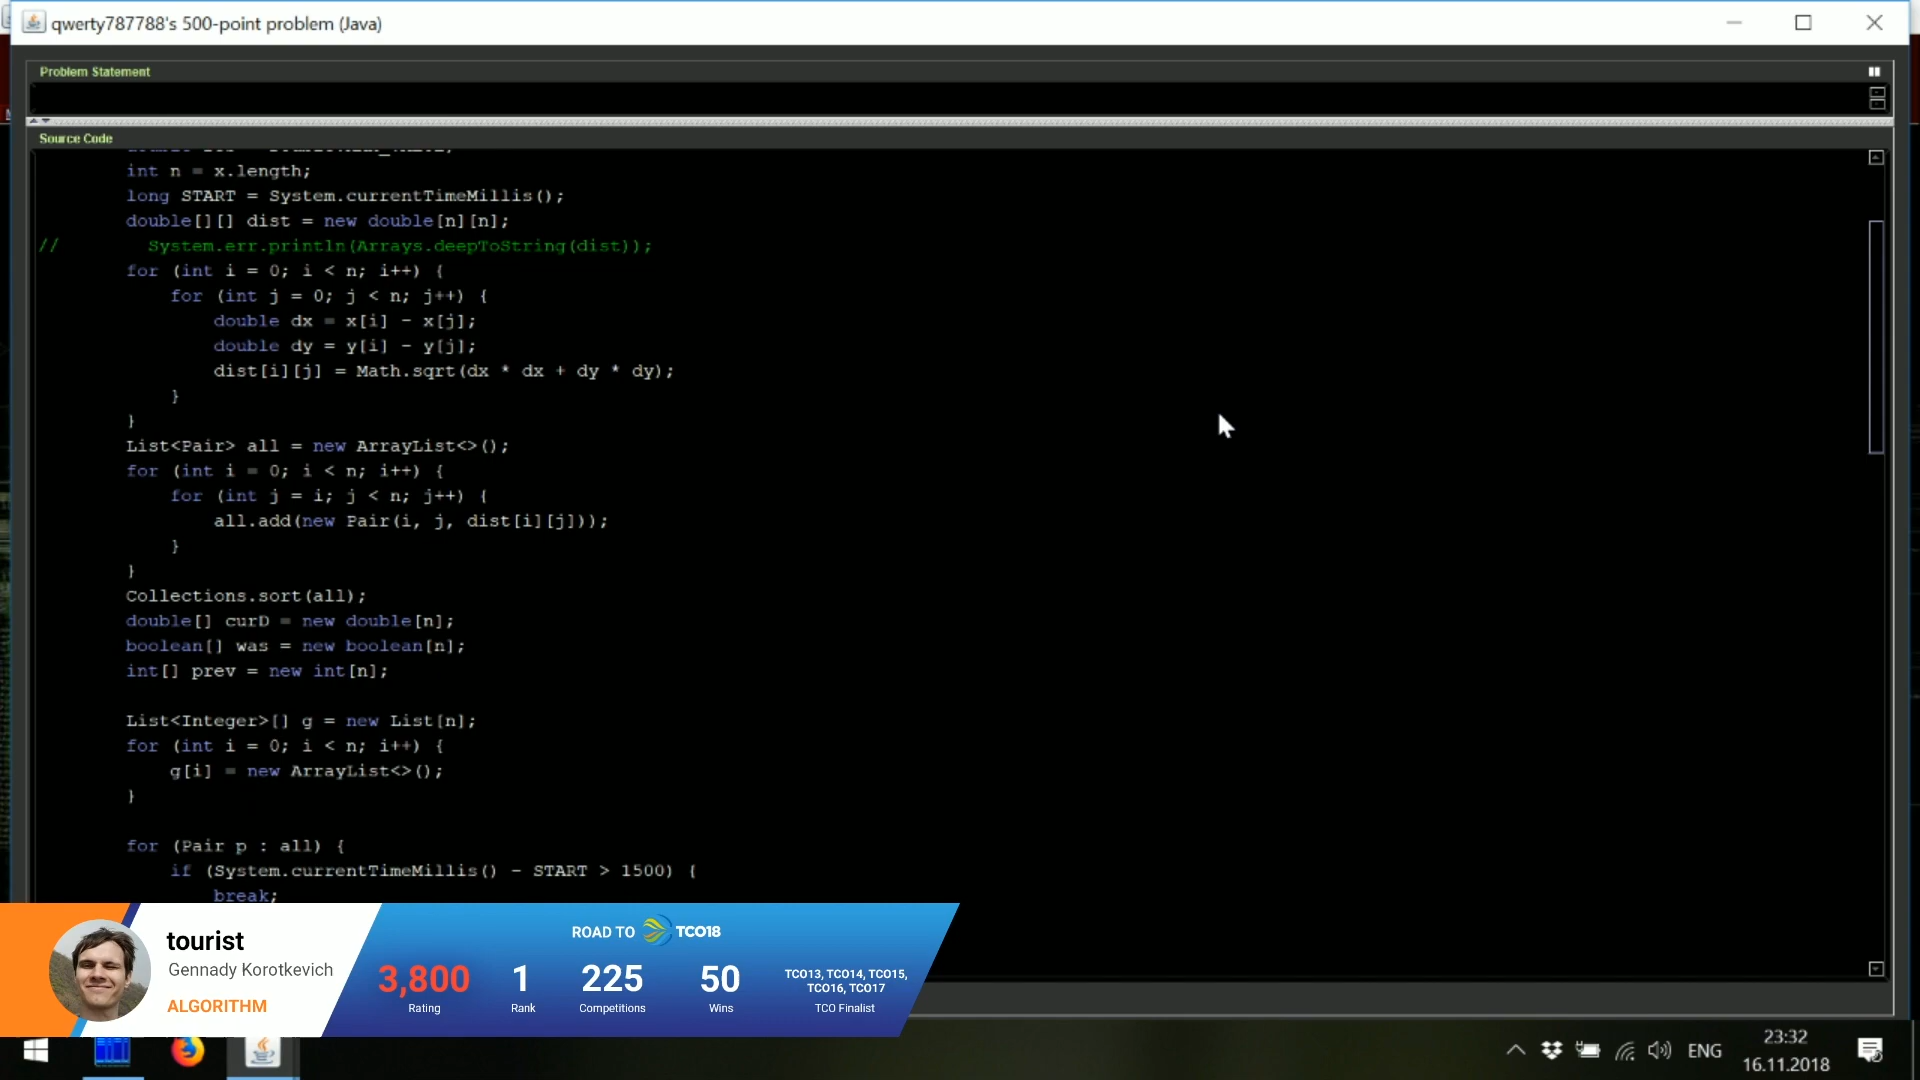 qwerty787788's 500-point problem (Java)
Problem Statement
Source Code
int n = x.length;
long START = System.currentTimeMillis();
double[][] dist = new double[n][n];
// System.err.println(Arrays.deepToString(dist));
for (int i = 0; i < n; i++) {
for (int j = 0; j < n; j++) {
double dx = x[i] - x[j];
double dy = y[i] - y[j];
dist[i][j] = Math.sqrt(dx * dx + dy * dy);
}
}
List<Pair> all = new ArrayList<>();
for (int i = 0; i < n; i++) {
for (int j = i; j < n; j++) {
all.add(new Pair(i, j, dist[i][j]));
}
}
Collections.sort(all);
double[] curD = new double[n];
boolean[] was = new boolean[n];
int[] prev = new int[n];
List<Integer>[] g = new List[n];
for (int i = 0; i < n; i++) {
g[i] = new ArrayList<>();
}
for (Pair p : all) {
if (System.currentTimeMillis() - START > 1500) {
break;
tourist
Gennady Korotkevich
ALGORITHM
ROAD TO TCO18
3,800
Rating
1
Rank
225
Competitions
50
Wins
TCO13, TCO14, TCO15,
TCO16, TCO17
TCO Finalist
ENG
23:32
16.11.2018